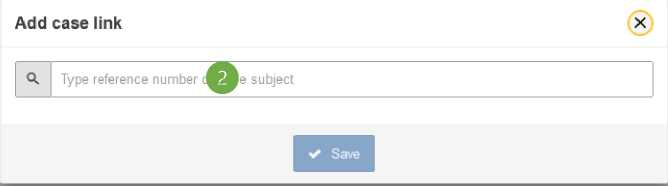 Add case link
Type reference number 2 subject
Save